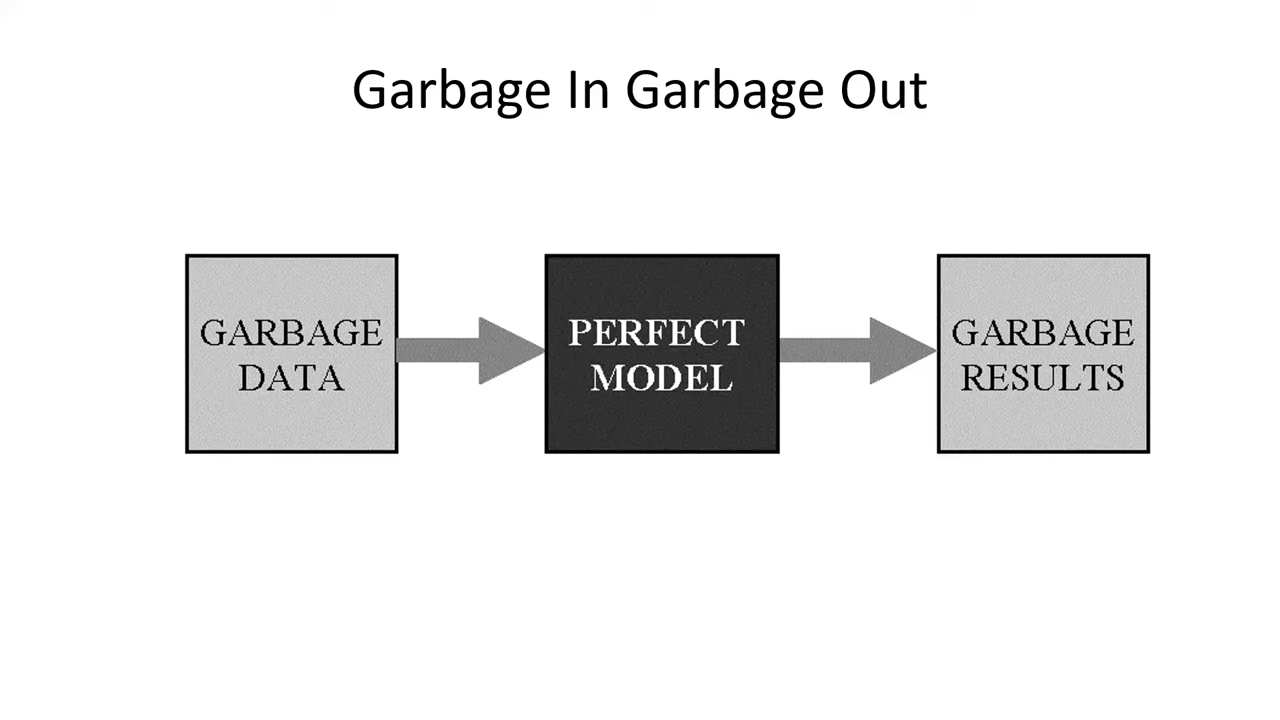 Garbage In Garbage Out
GARBAGE
DATA
PERFECT
MODEL
GARBAGE
RESULTS